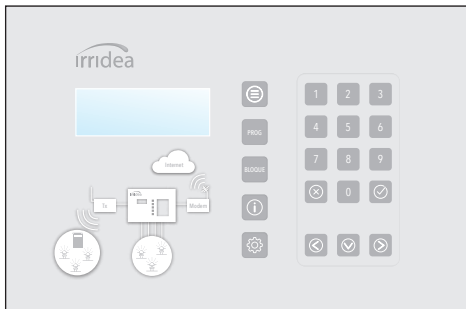 irridea
PROG
BLOQUE
1 2 3
4 5 6
7 8 9
0
Internet
Tx
Modem